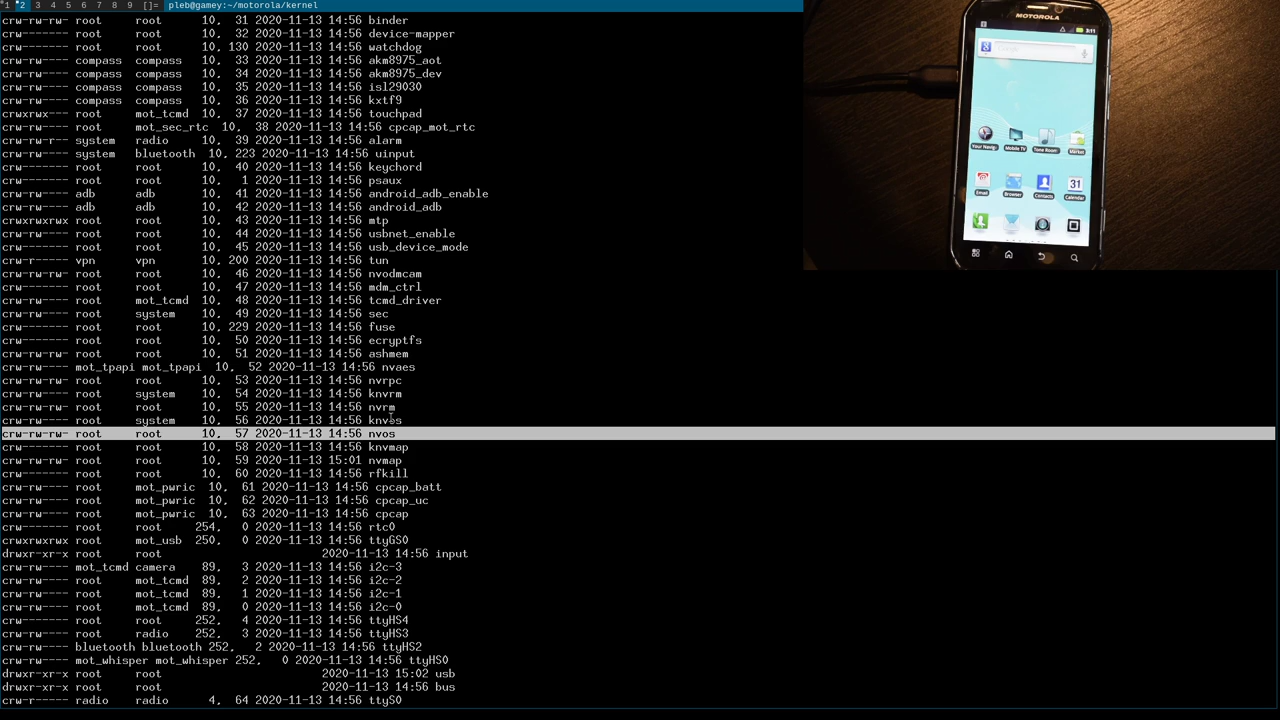 1 2 3 4 5 6 7 8 9 []= pleb@gamey:~/motorola/kernel
crw-rw-rw- root root 10, 31 2020-11-13 14:56 binder
crw-rw---- root root 10, 32 2020-11-13 14:56 device-mapper
crw-rw---- root root 10, 130 2020-11-13 14:56 watchdog
crw-rw---- compass compass 10, 33 2020-11-13 14:56 akm8975_aot
crw-rw---- compass compass 10, 34 2020-11-13 14:56 akm8975_dev
crw-rw---- compass compass 10, 35 2020-11-13 14:56 isl29030
crw-rw---- compass compass 10, 36 2020-11-13 14:56 kxtf9
crwxrwx--- root mot_tcmd 10, 37 2020-11-13 14:56 touchpad
crw-rw---- root mot_sec_rtc 10, 38 2020-11-13 14:56 cpcap_mot_rtc
crw-rw-r-- system radio 10, 39 2020-11-13 14:56 alarm
crw-rw---- system bluetooth 10, 223 2020-11-13 14:56 uinput
crw-rw---- root root 10, 40 2020-11-13 14:56 keychord
crw-rw---- root root 10, 1 2020-11-13 14:56 psaux
crw-rw---- adb adb 10, 41 2020-11-13 14:56 android_adb_enable
crw-rw---- adb adb 10, 42 2020-11-13 14:56 android_adb
crwxrwxrwx root root 10, 43 2020-11-13 14:56 mtp
crw-rw---- root root 10, 44 2020-11-13 14:56 usbnet_enable
crw-rw---- root root 10, 45 2020-11-13 14:56 usb_device_mode
crw-r----- vpn vpn 10, 200 2020-11-13 14:56 tun
crw-rw-rw- root root 10, 46 2020-11-13 14:56 nvodmcam
crw------- root root 10, 47 2020-11-13 14:56 mdm_ctrl
crw-rw---- root mot_tcmd 10, 48 2020-11-13 14:56 tcmd_driver
crw-rw---- root system 10, 49 2020-11-13 14:56 sec
crw-rw---- root root 10, 229 2020-11-13 14:56 fuse
crw-rw---- root root 10, 50 2020-11-13 14:56 ecryptfs
crw-rw-rw- root root 10, 51 2020-11-13 14:56 ashmem
crw-rw---- mot_tpapi mot_tpapi 10, 52 2020-11-13 14:56 nvaes
crw-rw-rw- root root 10, 53 2020-11-13 14:56 nvrpc
crw-rw---- root system 10, 54 2020-11-13 14:56 knvrm
crw-rw-rw- root root 10, 55 2020-11-13 14:56 nvrm
crw-rw---- root system 10, 56 2020-11-13 14:56 knvos
crw-rw-rw- root root 10, 57 2020-11-13 14:56 nvos
crw-rw---- root root 10, 58 2020-11-13 14:56 knvmap
crw-rw-rw- root root 10, 59 2020-11-13 15:01 nvmap
crw-rw---- root root 10, 60 2020-11-13 14:56 rfkill
crw-rw---- root mot_pwric 10, 61 2020-11-13 14:56 cpcap_batt
crw-rw---- root mot_pwric 10, 62 2020-11-13 14:56 cpcap_uc
crw-rw---- root mot_pwric 10, 63 2020-11-13 14:56 cpcap
crw------- root root 254, 0 2020-11-13 14:56 rtc0
crwxrwxrwx root mot_usb 250, 0 2020-11-13 14:56 ttyGS0
drwxr-xr-x root root 2020-11-13 14:56 input
crw-rw---- mot_tcmd camera 89, 3 2020-11-13 14:56 i2c-3
crw-rw---- root mot_tcmd 89, 2 2020-11-13 14:56 i2c-2
crw-rw---- root mot_tcmd 89, 1 2020-11-13 14:56 i2c-1
crw-rw---- root mot_tcmd 89, 0 2020-11-13 14:56 i2c-0
crw-rw---- root root 252, 4 2020-11-13 14:56 ttyHS4
crw-rw---- root radio 252, 3 2020-11-13 14:56 ttyHS3
crw-rw---- bluetooth bluetooth 252, 2 2020-11-13 14:56 ttyHS2
crw-rw---- mot_whisper mot_whisper 252, 0 2020-11-13 14:56 ttyHS0
drwxr-xr-x root root 2020-11-13 15:02 usb
drwxr-xr-x root root 2020-11-13 14:56 bus
crw-r----- radio radio 4, 64 2020-11-13 14:56 ttyS0
MOTOROLA
3:11
Google
Your Navig Mobile TV Tone Room Market
Email Browser Contacts Calendar
31